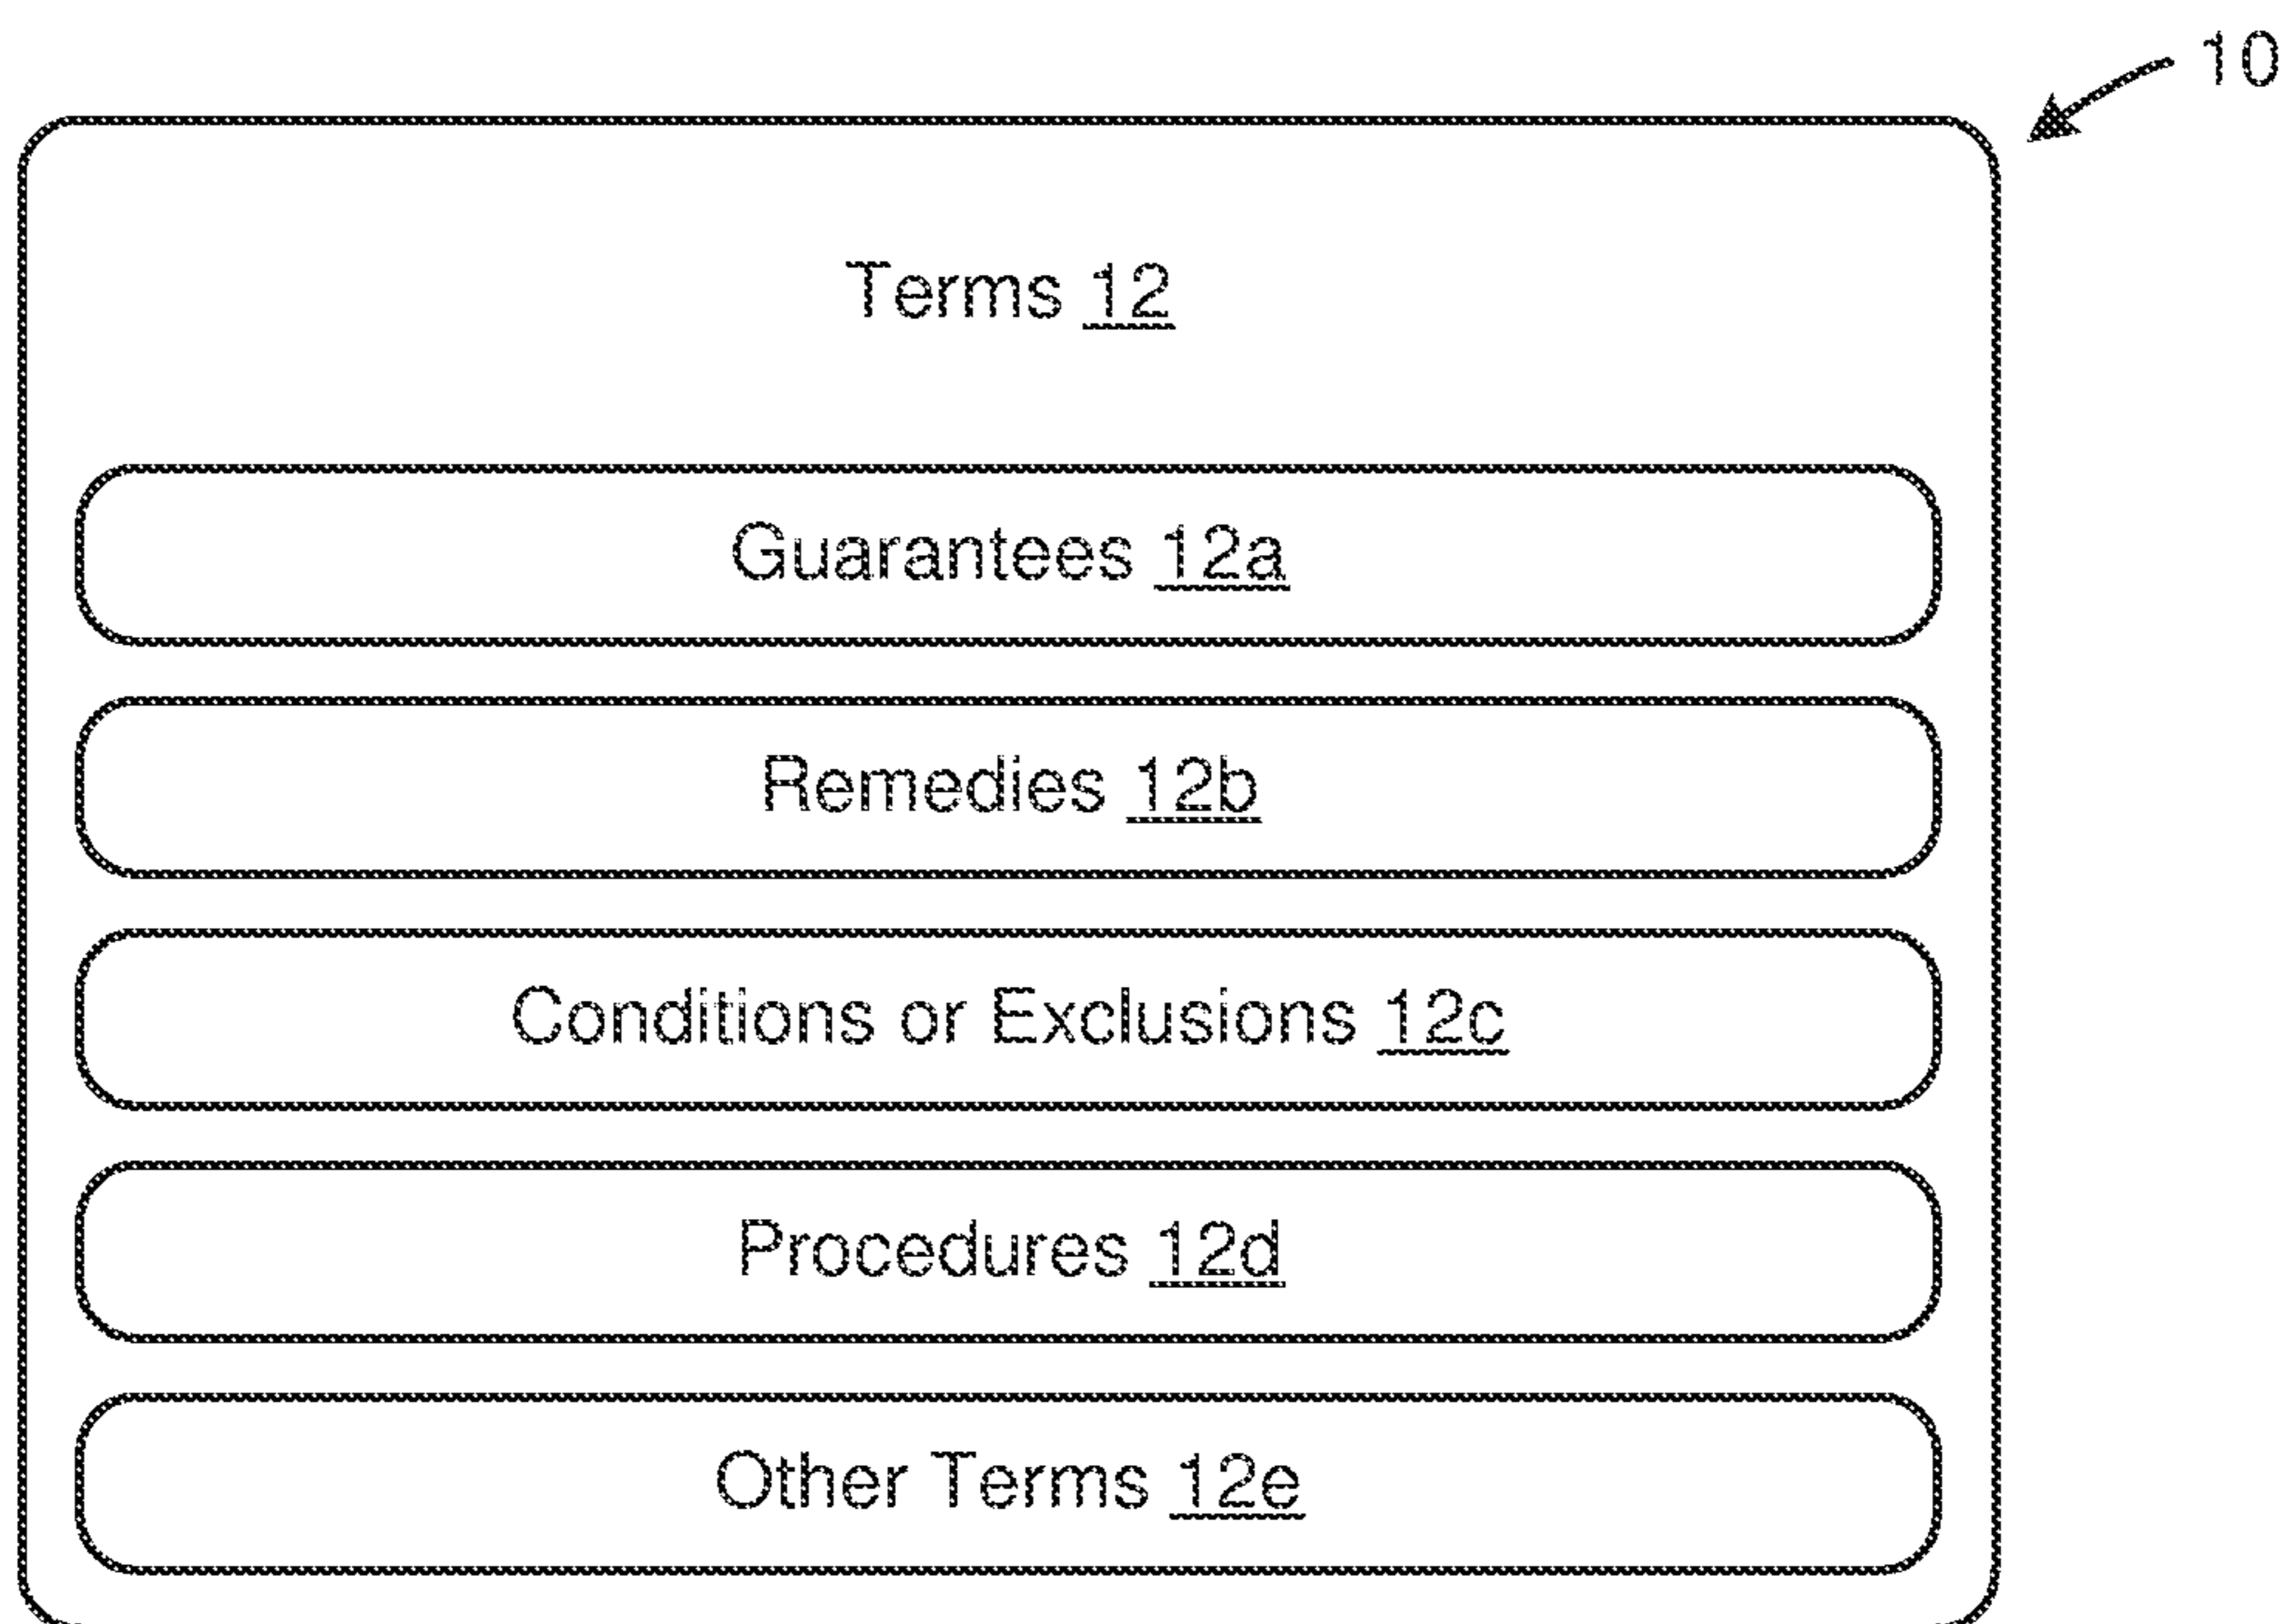 10
Terms 12
Guarantees 12a
Remedies 12b
Conditions or Exclusions 12c
Procedures 12d
Other Terms 12e